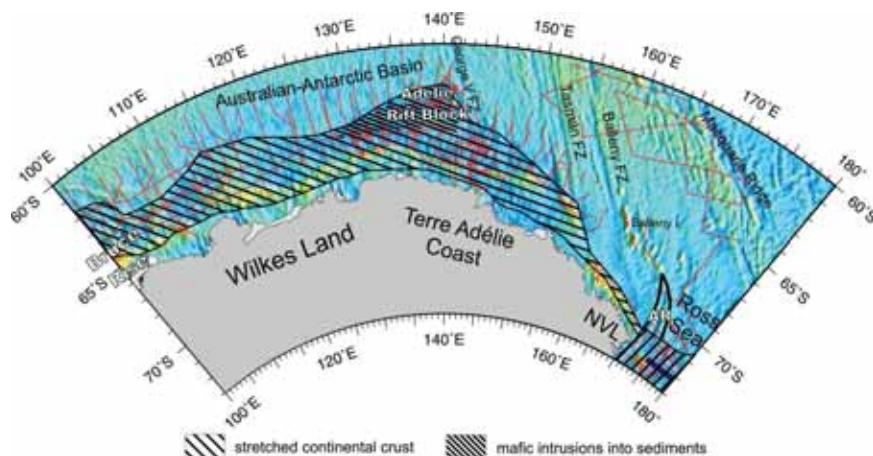 140˚E
130˚E
150˚E
120˚E
160˚E
110˚E
170˚E
100˚E
180˚E
60˚S
60˚S
Australian-Antarctic Basin
George V FZ
Adélie
Rift Block
Tasman FZ
Balleny FZ
Macquarie Ridge
Balleny I.
65˚S
65˚S
Wilkes Land
Terre Adélie
Coast
NVL
AR
Ross
Sea
70˚S
70˚S
100˚E
120˚E
140˚E
160˚E
180˚
stretched continental crust
mafic intrusions into sediments